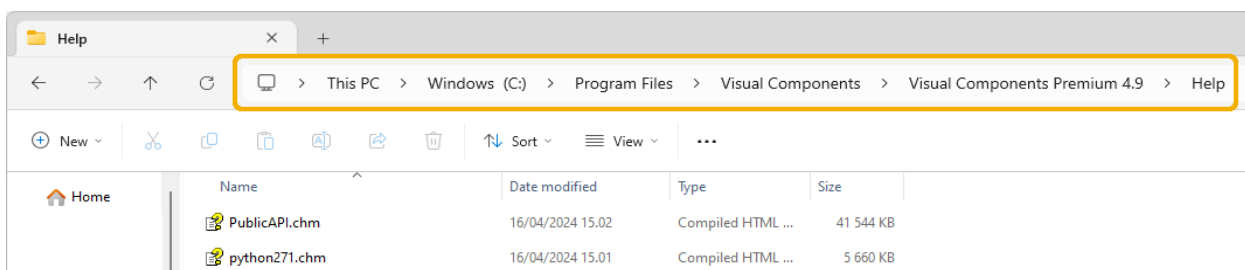 Help
This PC > Windows (C:) > Program Files > Visual Components > Visual Components Premium 4.9 > Help
New Sort View ...
Home
Name Date modified Type Size
PublicAPI.chm 16/04/2024 15.02 Compiled HTML ... 41 544 KB
python271.chm 16/04/2024 15.01 Compiled HTML ... 5 660 KB